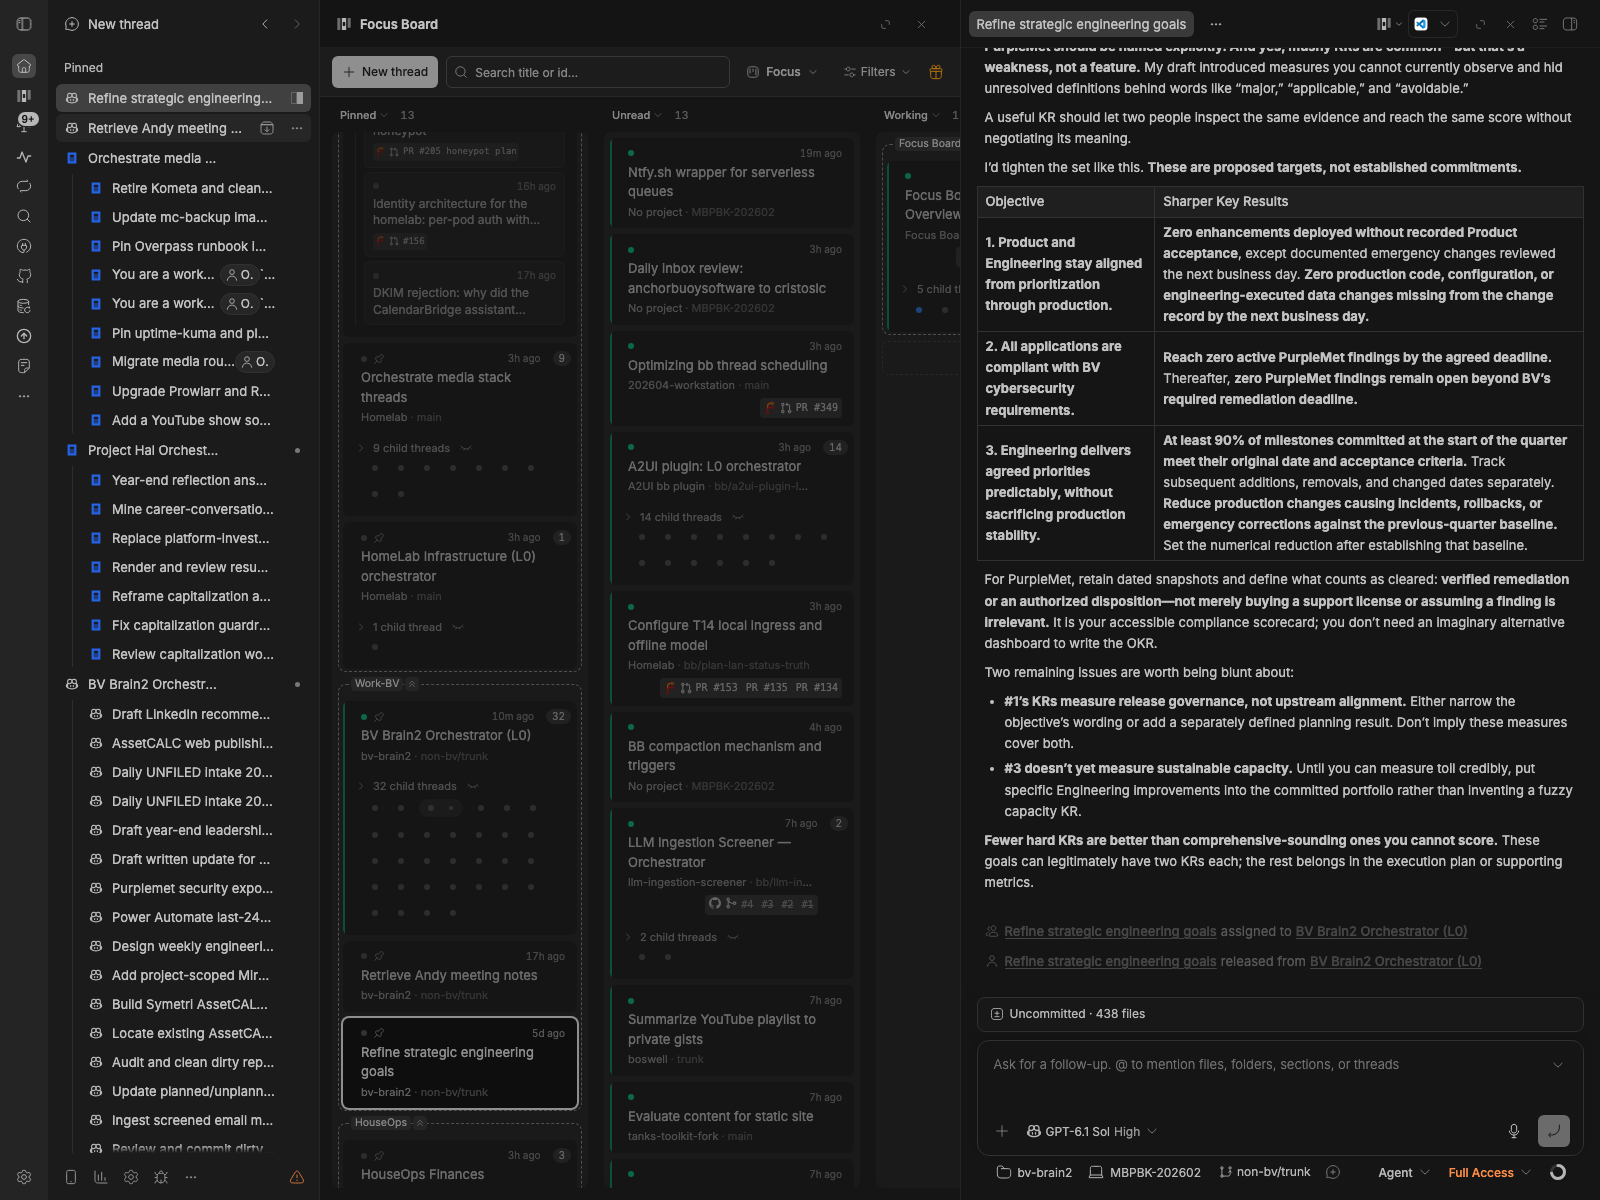 New thread
Pinned
Refine strategic engineering...
Retrieve Andy meeting ...
9+
Orchestrate media ...
Retire Kometa and clean...
Update mc-backup ima...
Pin Overpass runbook i...
You are a work... O. `...
You are a work... O. `...
Pin uptime-kuma and pl...
Migrate media rou... O.
Upgrade Prowlarr and R...
Add a YouTube show so...
Project Hal Orchest...
Year-end reflection ans...
Mine career-conversatio...
Replace platform-invest...
Render and review resu...
Reframe capitalization a...
Fix capitalization guardr...
Review capitalization wo...
BV Brain2 Orchestr...
Draft LinkedIn recomme...
AssetCALC web publishi...
Daily UNFILED intake 20...
Daily UNFILED intake 20...
Draft year-end leadershi...
Draft written update for ...
Purplemet security expo...
Power Automate last-24...
Design weekly engineeri...
Add project-scoped Mir...
Build Symetri AssetCAL...
Locate existing AssetCA...
Audit and clean dirty rep...
Update planned/unplann...
Ingest screened email m...
Review and commit dirty
Focus Board
New thread
Search title or id...
Focus
Filters
Pinned 13
honeypot
PR #205 honeypot plan
16h ago
Identity architecture for the
homelab: per-pod auth with...
#156
17h ago
DKIM rejection: why did the
CalendarBridge assistant...
3h ago 9
Orchestrate media stack
threads
Homelab · main
9 child threads
3h ago 1
HomeLab Infrastructure (L0)
orchestrator
Homelab · main
1 child thread
Work-BV
10m ago 32
BV Brain2 Orchestrator (L0)
bv-brain2 · non-bv/trunk
32 child threads
17h ago
Retrieve Andy meeting notes
bv-brain2 · non-bv/trunk
5d ago
Refine strategic engineering
goals
bv-brain2 · non-bv/trunk
HouseOps
3h ago 3
HouseOps Finances
Unread 13
19m ago
Ntfy.sh wrapper for serverless
queues
No project · MBPBK-202602
3h ago
Daily inbox review:
anchorbuoysoftware to cristosic
No project · MBPBK-202602
3h ago
Optimizing bb thread scheduling
202604-workstation · main
PR #349
3h ago 14
A2UI plugin: L0 orchestrator
A2UI bb plugin · bb/a2ui-plugin-l...
14 child threads
3h ago
Configure T14 local ingress and
offline model
Homelab · bb/plan-lan-status-truth
PR #153 PR #135 PR #134
4h ago
BB compaction mechanism and
triggers
No project · MBPBK-202602
7h ago 2
LLM Ingestion Screener —
Orchestrator
llm-ingestion-screener · bb/llm-in...
#4 #3 #2 #1
2 child threads
7h ago
Summarize YouTube playlist to
private gists
boswell · trunk
7h ago
Evaluate content for static site
tanks-toolkit-fork · main
7h ago
Working 1
Focus Board
Focus Bo
Overview
Focus Boa
5 child t
Refine strategic engineering goals
PurpleMet should be named explicitly. And yes, mushy KRs are common—but that’s a
weakness, not a feature. My draft introduced measures you cannot currently observe and hid
unresolved definitions behind words like “major,” “applicable,” and “avoidable.”
A useful KR should let two people inspect the same evidence and reach the same score without
negotiating its meaning.
I’d tighten the set like this. These are proposed targets, not established commitments.
Objective
Sharper Key Results
1. Product and
Engineering stay aligned
from prioritization
through production.
Zero enhancements deployed without recorded Product
acceptance, except documented emergency changes reviewed
the next business day. Zero production code, configuration, or
engineering-executed data changes missing from the change
record by the next business day.
2. All applications are
compliant with BV
cybersecurity
requirements.
Reach zero active PurpleMet findings by the agreed deadline.
Thereafter, zero PurpleMet findings remain open beyond BV’s
required remediation deadline.
3. Engineering delivers
agreed priorities
predictably, without
sacrificing production
stability.
At least 90% of milestones committed at the start of the quarter
meet their original date and acceptance criteria. Track
subsequent additions, removals, and changed dates separately.
Reduce production changes causing incidents, rollbacks, or
emergency corrections against the previous-quarter baseline.
Set the numerical reduction after establishing that baseline.
For PurpleMet, retain dated snapshots and define what counts as cleared: verified remediation
or an authorized disposition—not merely buying a support license or assuming a finding is
irrelevant. It is your accessible compliance scorecard; you don’t need an imaginary alternative
dashboard to write the OKR.
Two remaining issues are worth being blunt about:
• #1’s KRs measure release governance, not upstream alignment. Either narrow the
objective’s wording or add a separately defined planning result. Don’t imply these measures
cover both.
• #3 doesn’t yet measure sustainable capacity. Until you can measure toil credibly, put
specific Engineering improvements into the committed portfolio rather than inventing a fuzzy
capacity KR.
Fewer hard KRs are better than comprehensive-sounding ones you cannot score. These
goals can legitimately have two KRs each; the rest belongs in the execution plan or supporting
metrics.
Refine strategic engineering goals assigned to BV Brain2 Orchestrator (L0)
Refine strategic engineering goals released from BV Brain2 Orchestrator (L0)
Uncommitted · 438 files
Ask for a follow-up. @ to mention files, folders, sections, or threads
GPT-6.1 Sol High
bv-brain2
MBPBK-202602
non-bv/trunk
Agent
Full Access